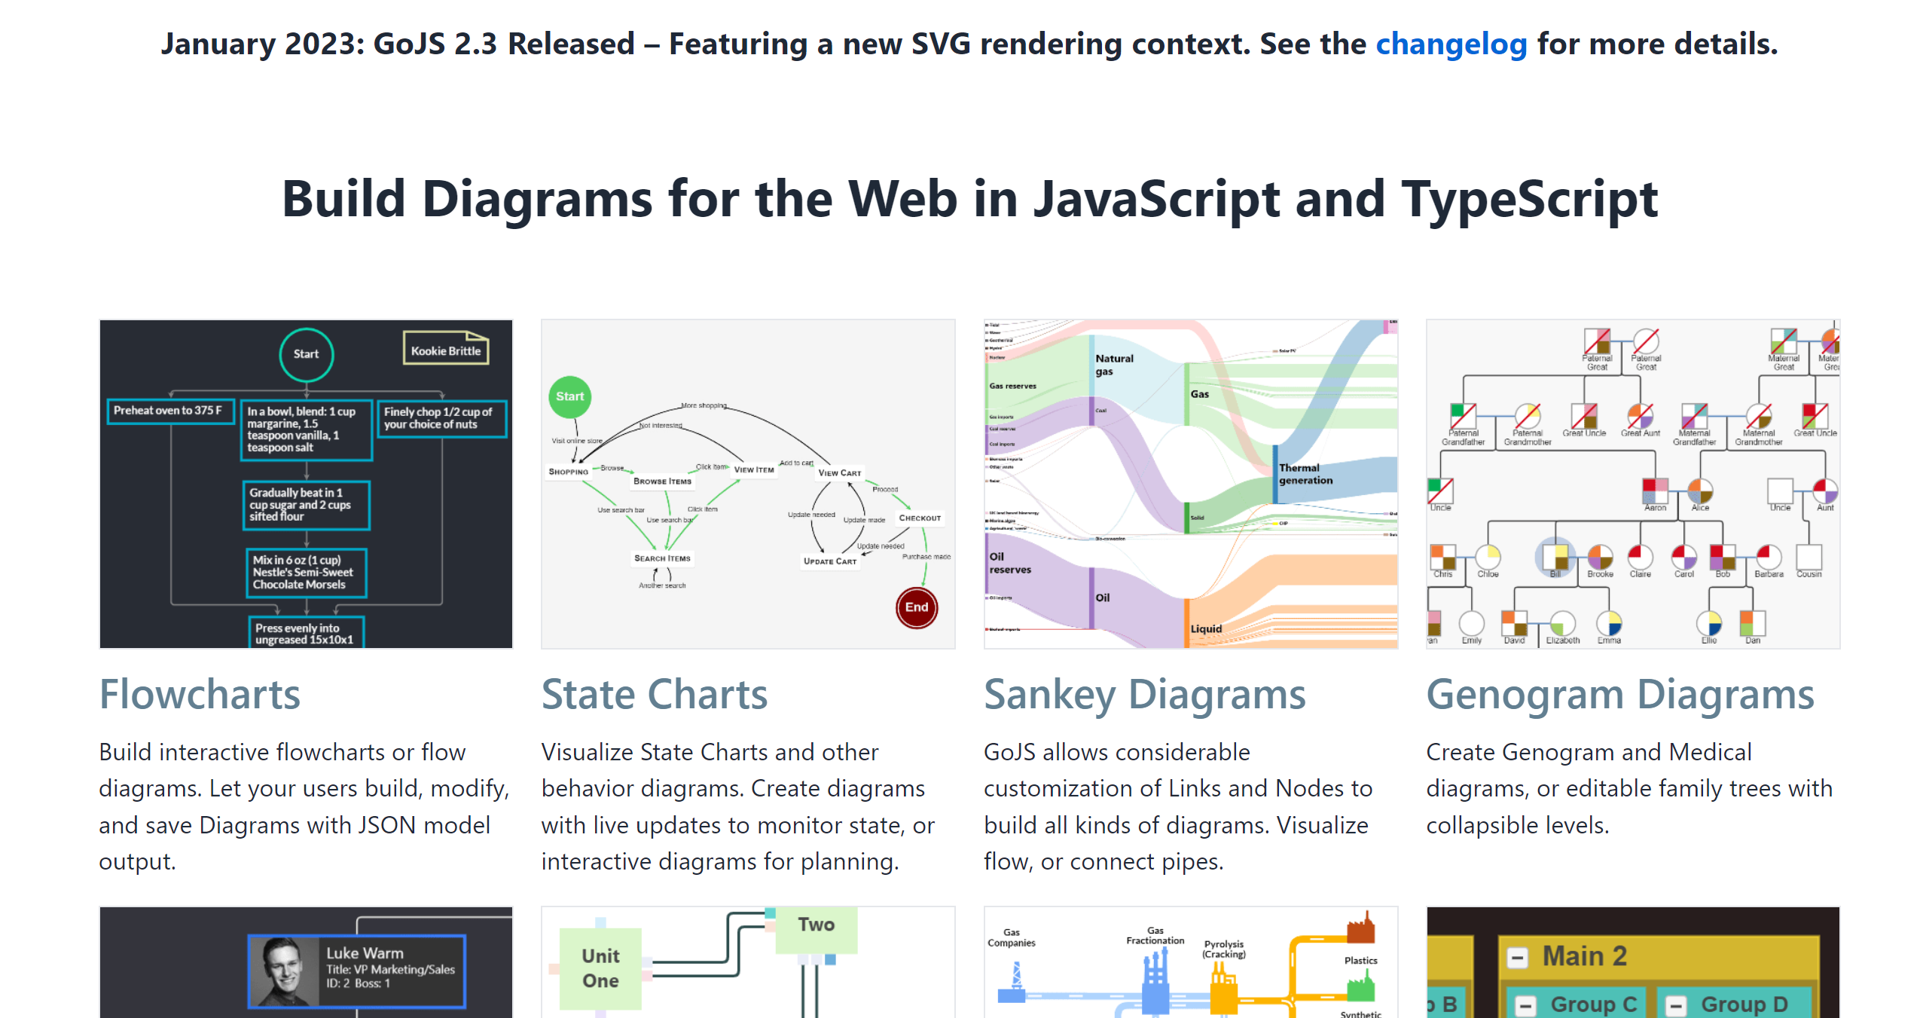 January 2023: GoJS 2.3 Released – Featuring a new SVG rendering context. See the changelog for more details.
Build Diagrams for the Web in JavaScript and TypeScript
Start
Kookie Brittle
Preheat oven to 375 F
In a bowl, blend: 1 cup
margarine, 1.5
teaspoon vanilla, 1
teaspoon salt
Finely chop 1/2 cup of
your choice of nuts
Gradually beat in 1
cup sugar and 2 cups
sifted flour
Mix in 6 oz (1 cup)
Nestle's Semi-Sweet
Chocolate Morsels
Press evenly into
ungreased 15x10x1
Start
More shopping
Not interested
Visit online store
Shopping
Browse
Browse Items
Click item
View Item
Add to cart
View Cart
Proceed
Use search bar
Use search bar
Click item
Update needed
Update made
Checkout
Update needed
Purchase made
Search Items
Another search
Update Cart
End
Natural
gas
Gas reserves
Gas imports
Coal
Coal reserves
Coal imports
Gas
Thermal
generation
Solid
Oil
reserves
Oil imports
Oil
Liquid
Solar PV
CHP
Paternal
Great
Paternal
Great
Maternal
Great
Paternal
Grandfather
Paternal
Grandmother
Great Uncle
Great Aunt
Maternal
Grandfather
Maternal
Grandmother
Great Uncle
Uncle
Aaron
Alice
Uncle
Aunt
Chris
Chloe
Bill
Brooke
Claire
Carol
Bob
Barbara
Cousin
Emily
David
Elizabeth
Emma
Ellie
Dan
Flowcharts
Build interactive flowcharts or flow
diagrams. Let your users build, modify,
and save Diagrams with JSON model
output.
State Charts
Visualize State Charts and other
behavior diagrams. Create diagrams
with live updates to monitor state, or
interactive diagrams for planning.
Sankey Diagrams
GoJS allows considerable
customization of Links and Nodes to
build all kinds of diagrams. Visualize
flow, or connect pipes.
Genogram Diagrams
Create Genogram and Medical
diagrams, or editable family trees with
collapsible levels.
Luke Warm
Title: VP Marketing/Sales
ID: 2 Boss: 1
Unit
One
Two
Gas
Companies
Gas
Fractionation
Pyrolysis
(Cracking)
Plastics
Synthetic
Main 2
p B
Group C
Group D